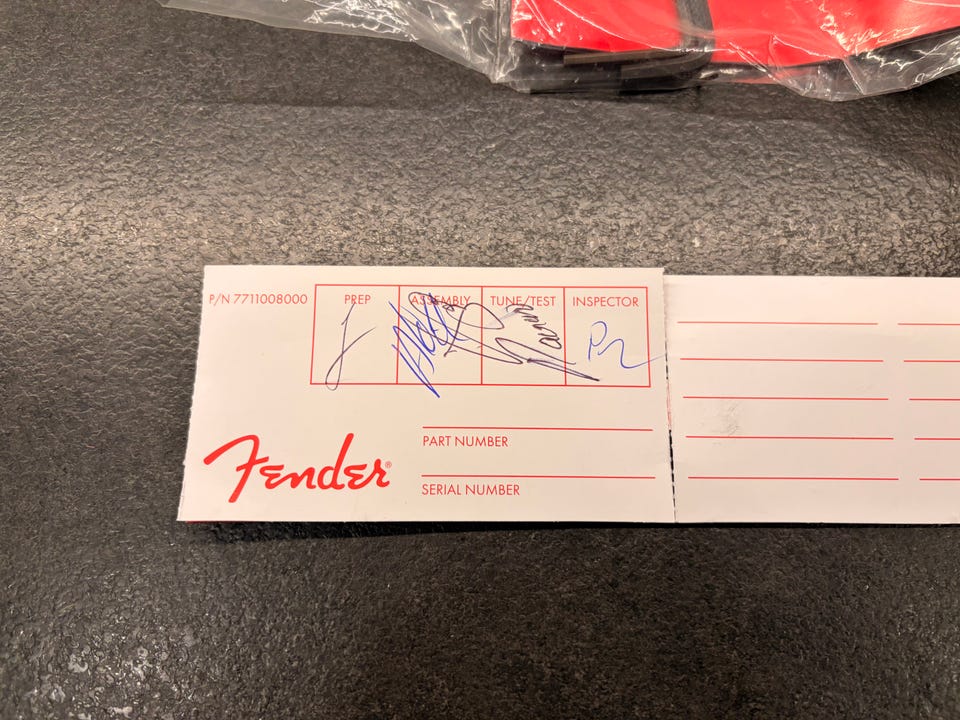 P/N 7711008000 PREP ASSEMBLY TUNE/TEST INSPECTOR
Fender®
PART NUMBER
SERIAL NUMBER